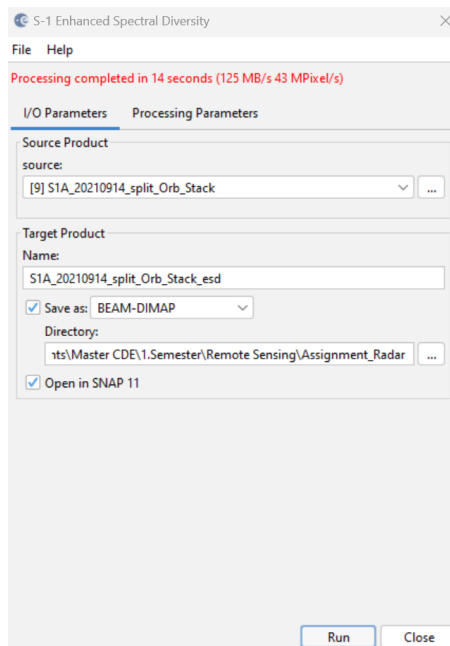 S-1 Enhanced Spectral Diversity
File Help
Processing completed in 14 seconds (125 MB/s 43 MPixel/s)
I/O Parameters Processing Parameters
Source Product
source:
[9] S1A_20210914_split_Orb_Stack
...
Target Product
Name:
S1A_20210914_split_Orb_Stack_esd
Save as: BEAM-DIMAP
Directory:
nts\Master CDE\1.Semester\Remote Sensing\Assignment_Radar
...
Open in SNAP 11
Run Close